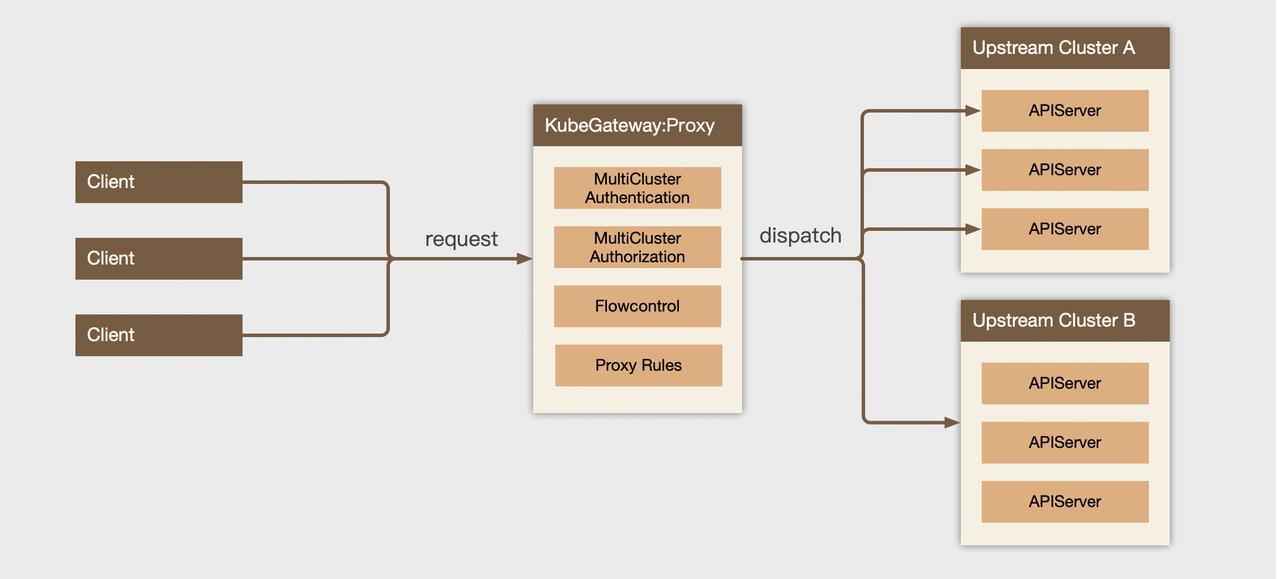 Client
Client
Client
request
KubeGateway:Proxy
MultiCluster
Authentication
MultiCluster
Authorization
Flowcontrol
Proxy Rules
dispatch
Upstream Cluster A
APIServer
APIServer
APIServer
Upstream Cluster B
APIServer
APIServer
APIServer